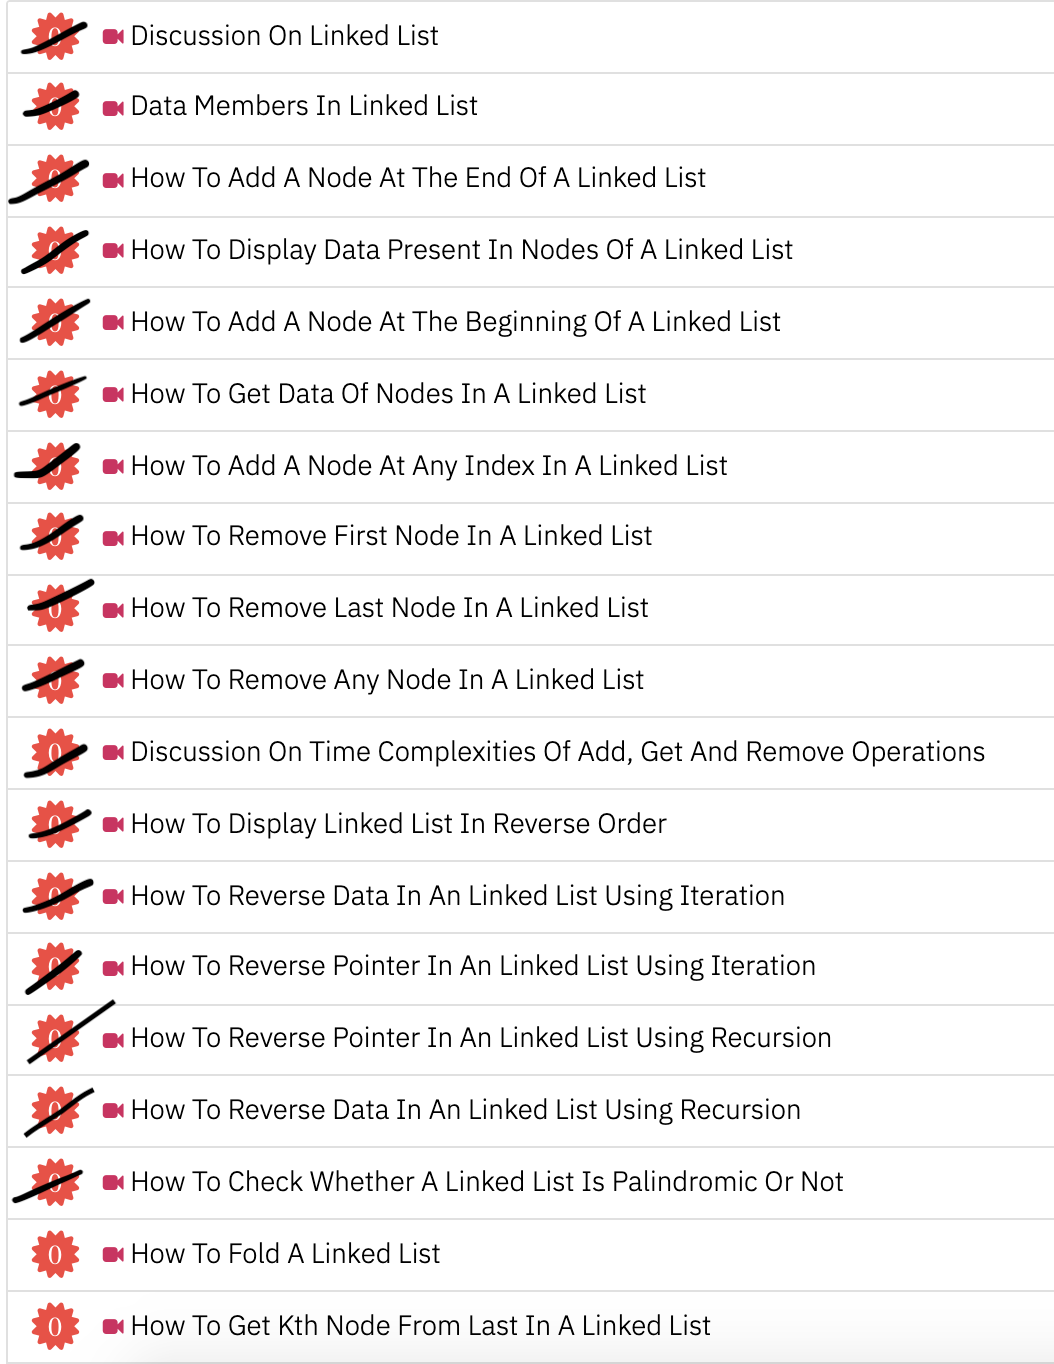 0 Discussion On Linked List
0 Data Members In Linked List
0 How To Add A Node At The End Of A Linked List
0 How To Display Data Present In Nodes Of A Linked List
0 How To Add A Node At The Beginning Of A Linked List
0 How To Get Data Of Nodes In A Linked List
0 How To Add A Node At Any Index In A Linked List
0 How To Remove First Node In A Linked List
0 How To Remove Last Node In A Linked List
0 How To Remove Any Node In A Linked List
0 Discussion On Time Complexities Of Add, Get And Remove Operations
0 How To Display Linked List In Reverse Order
0 How To Reverse Data In An Linked List Using Iteration
0 How To Reverse Pointer In An Linked List Using Iteration
0 How To Reverse Pointer In An Linked List Using Recursion
0 How To Reverse Data In An Linked List Using Recursion
0 How To Check Whether A Linked List Is Palindromic Or Not
0 How To Fold A Linked List
0 How To Get Kth Node From Last In A Linked List